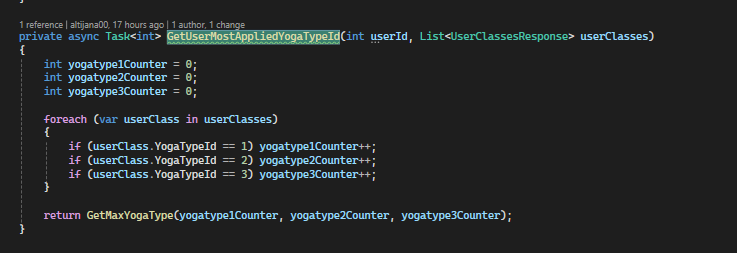 1 reference | altijana00, 17 hours ago | 1 author, 1 change
private async Task<int> GetUserMostAppliedYogaTypeId(int userId, List<UserClassesResponse> userClasses)
{
    int yogatype1Counter = 0;
    int yogatype2Counter = 0;
    int yogatype3Counter = 0;

    foreach (var userClass in userClasses)
    {
        if (userClass.YogaTypeId == 1) yogatype1Counter++;
        if (userClass.YogaTypeId == 2) yogatype2Counter++;
        if (userClass.YogaTypeId == 3) yogatype3Counter++;
    }

    return GetMaxYogaType(yogatype1Counter, yogatype2Counter, yogatype3Counter);
}